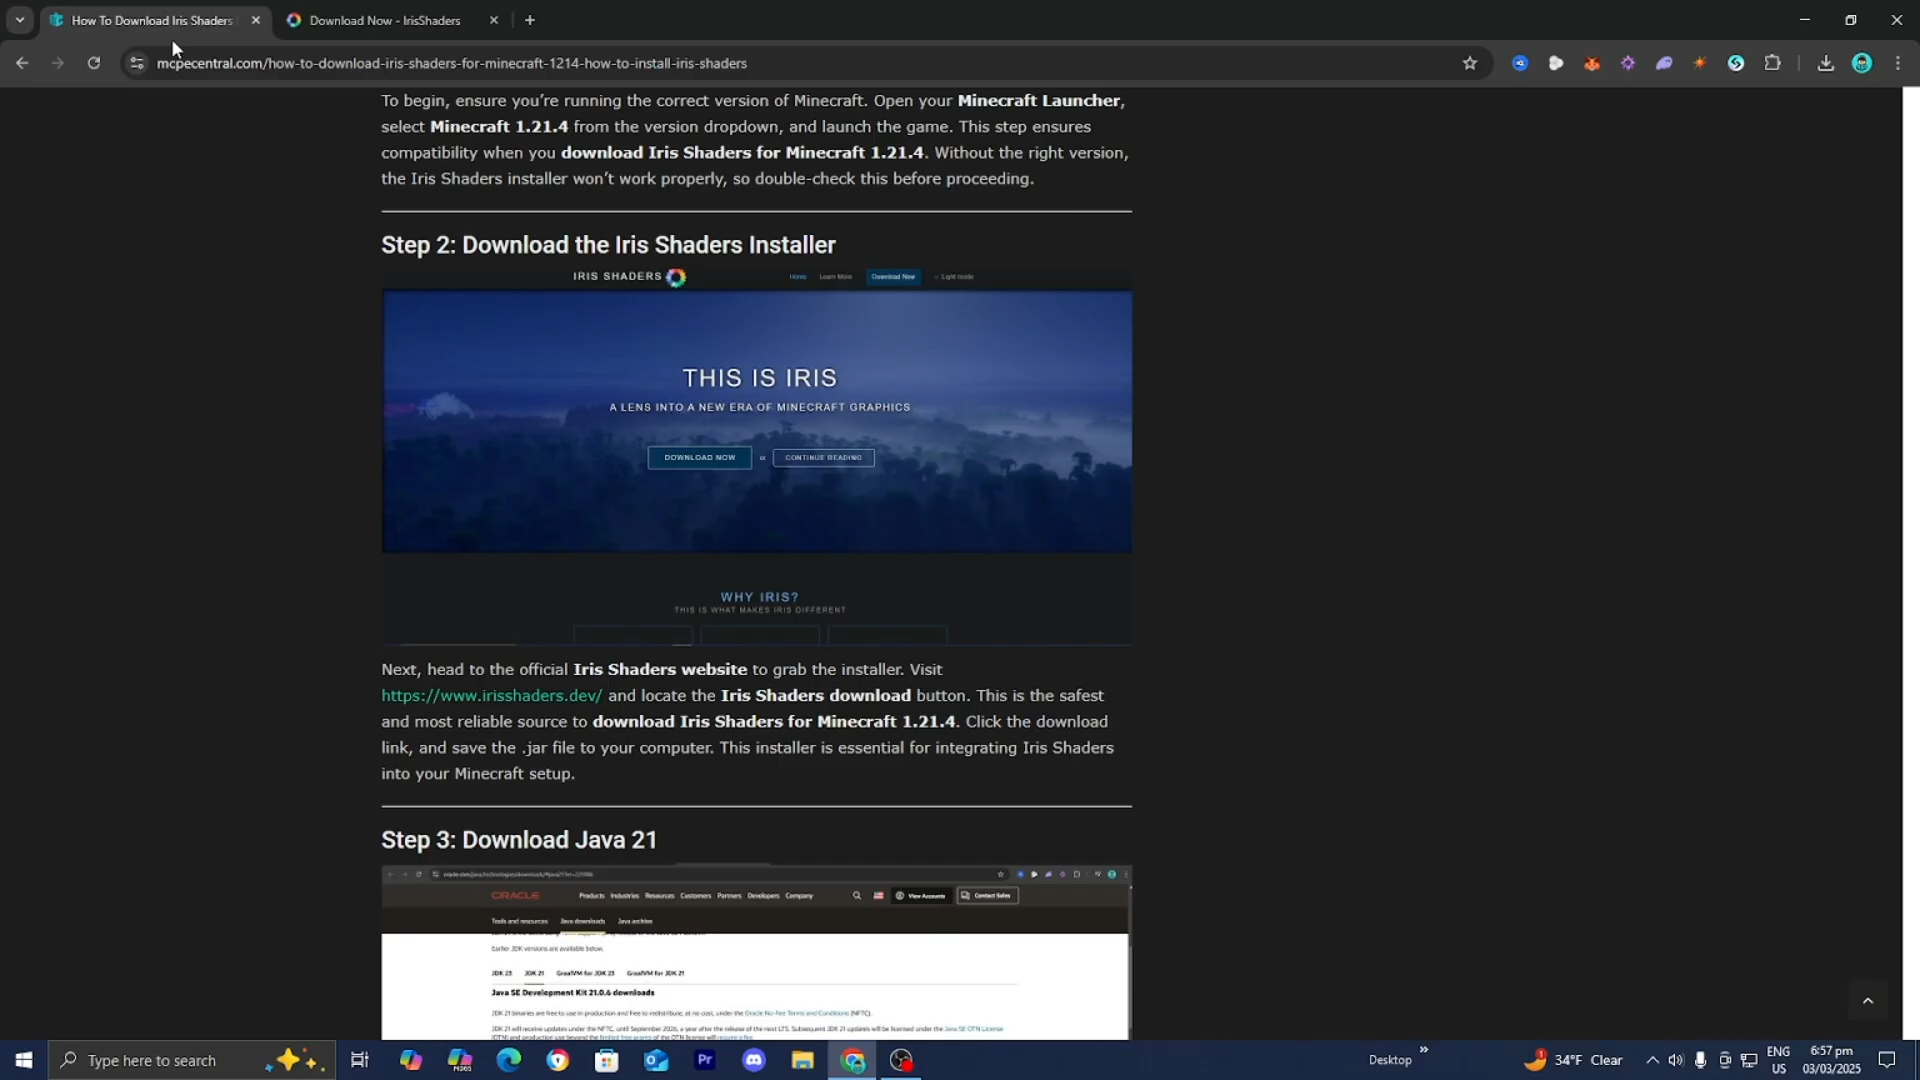 How To Download Iris Shaders
Download Now - IrisShaders
mcpecentral.com/how-to-download-iris-shaders-for-minecraft-1214-how-to-install-iris-shaders
To begin, ensure you’re running the correct version of Minecraft. Open your Minecraft Launcher,
select Minecraft 1.21.4 from the version dropdown, and launch the game. This step ensures
compatibility when you download Iris Shaders for Minecraft 1.21.4. Without the right version,
the Iris Shaders installer won’t work properly, so double-check this before proceeding.
Step 2: Download the Iris Shaders Installer
IRIS SHADERS
Home Learn More Download Now Light mode
THIS IS IRIS
A LENS INTO A NEW ERA OF MINECRAFT GRAPHICS
DOWNLOAD NOW or CONTINUE READING
WHY IRIS?
THIS IS WHAT MAKES IRIS DIFFERENT
Next, head to the official Iris Shaders website to grab the installer. Visit
https://www.irisshaders.dev/ and locate the Iris Shaders download button. This is the safest
and most reliable source to download Iris Shaders for Minecraft 1.21.4. Click the download
link, and save the .jar file to your computer. This installer is essential for integrating Iris Shaders
into your Minecraft setup.
Step 3: Download Java 21
ORACLE Products Industries Resources Customers Partners Developers Company View Accounts Contact Sales
Tools and resources Java downloads Java archive
Earlier JDK versions are available below.
JDK 23 JDK 21 GraalVM for JDK 23 GraalVM for JDK 21
Java SE Development Kit 21.0.6 downloads
JDK 21 binaries are free to use in production and free to redistribute, at no cost, under the Oracle No-Fee Terms and Conditions (NFTC).
JDK 21 will receive updates under the NFTC, until September 2026, a year after the release of the next LTS. Subsequent JDK 21 updates will be licensed under the Java SE OTN License
(OTN) and production use beyond the limited free grants of the OTN license will require a fee.
Type here to search
M365
Pr
Desktop
1
34°F Clear
ENG
US
6:57 pm
03/03/2025